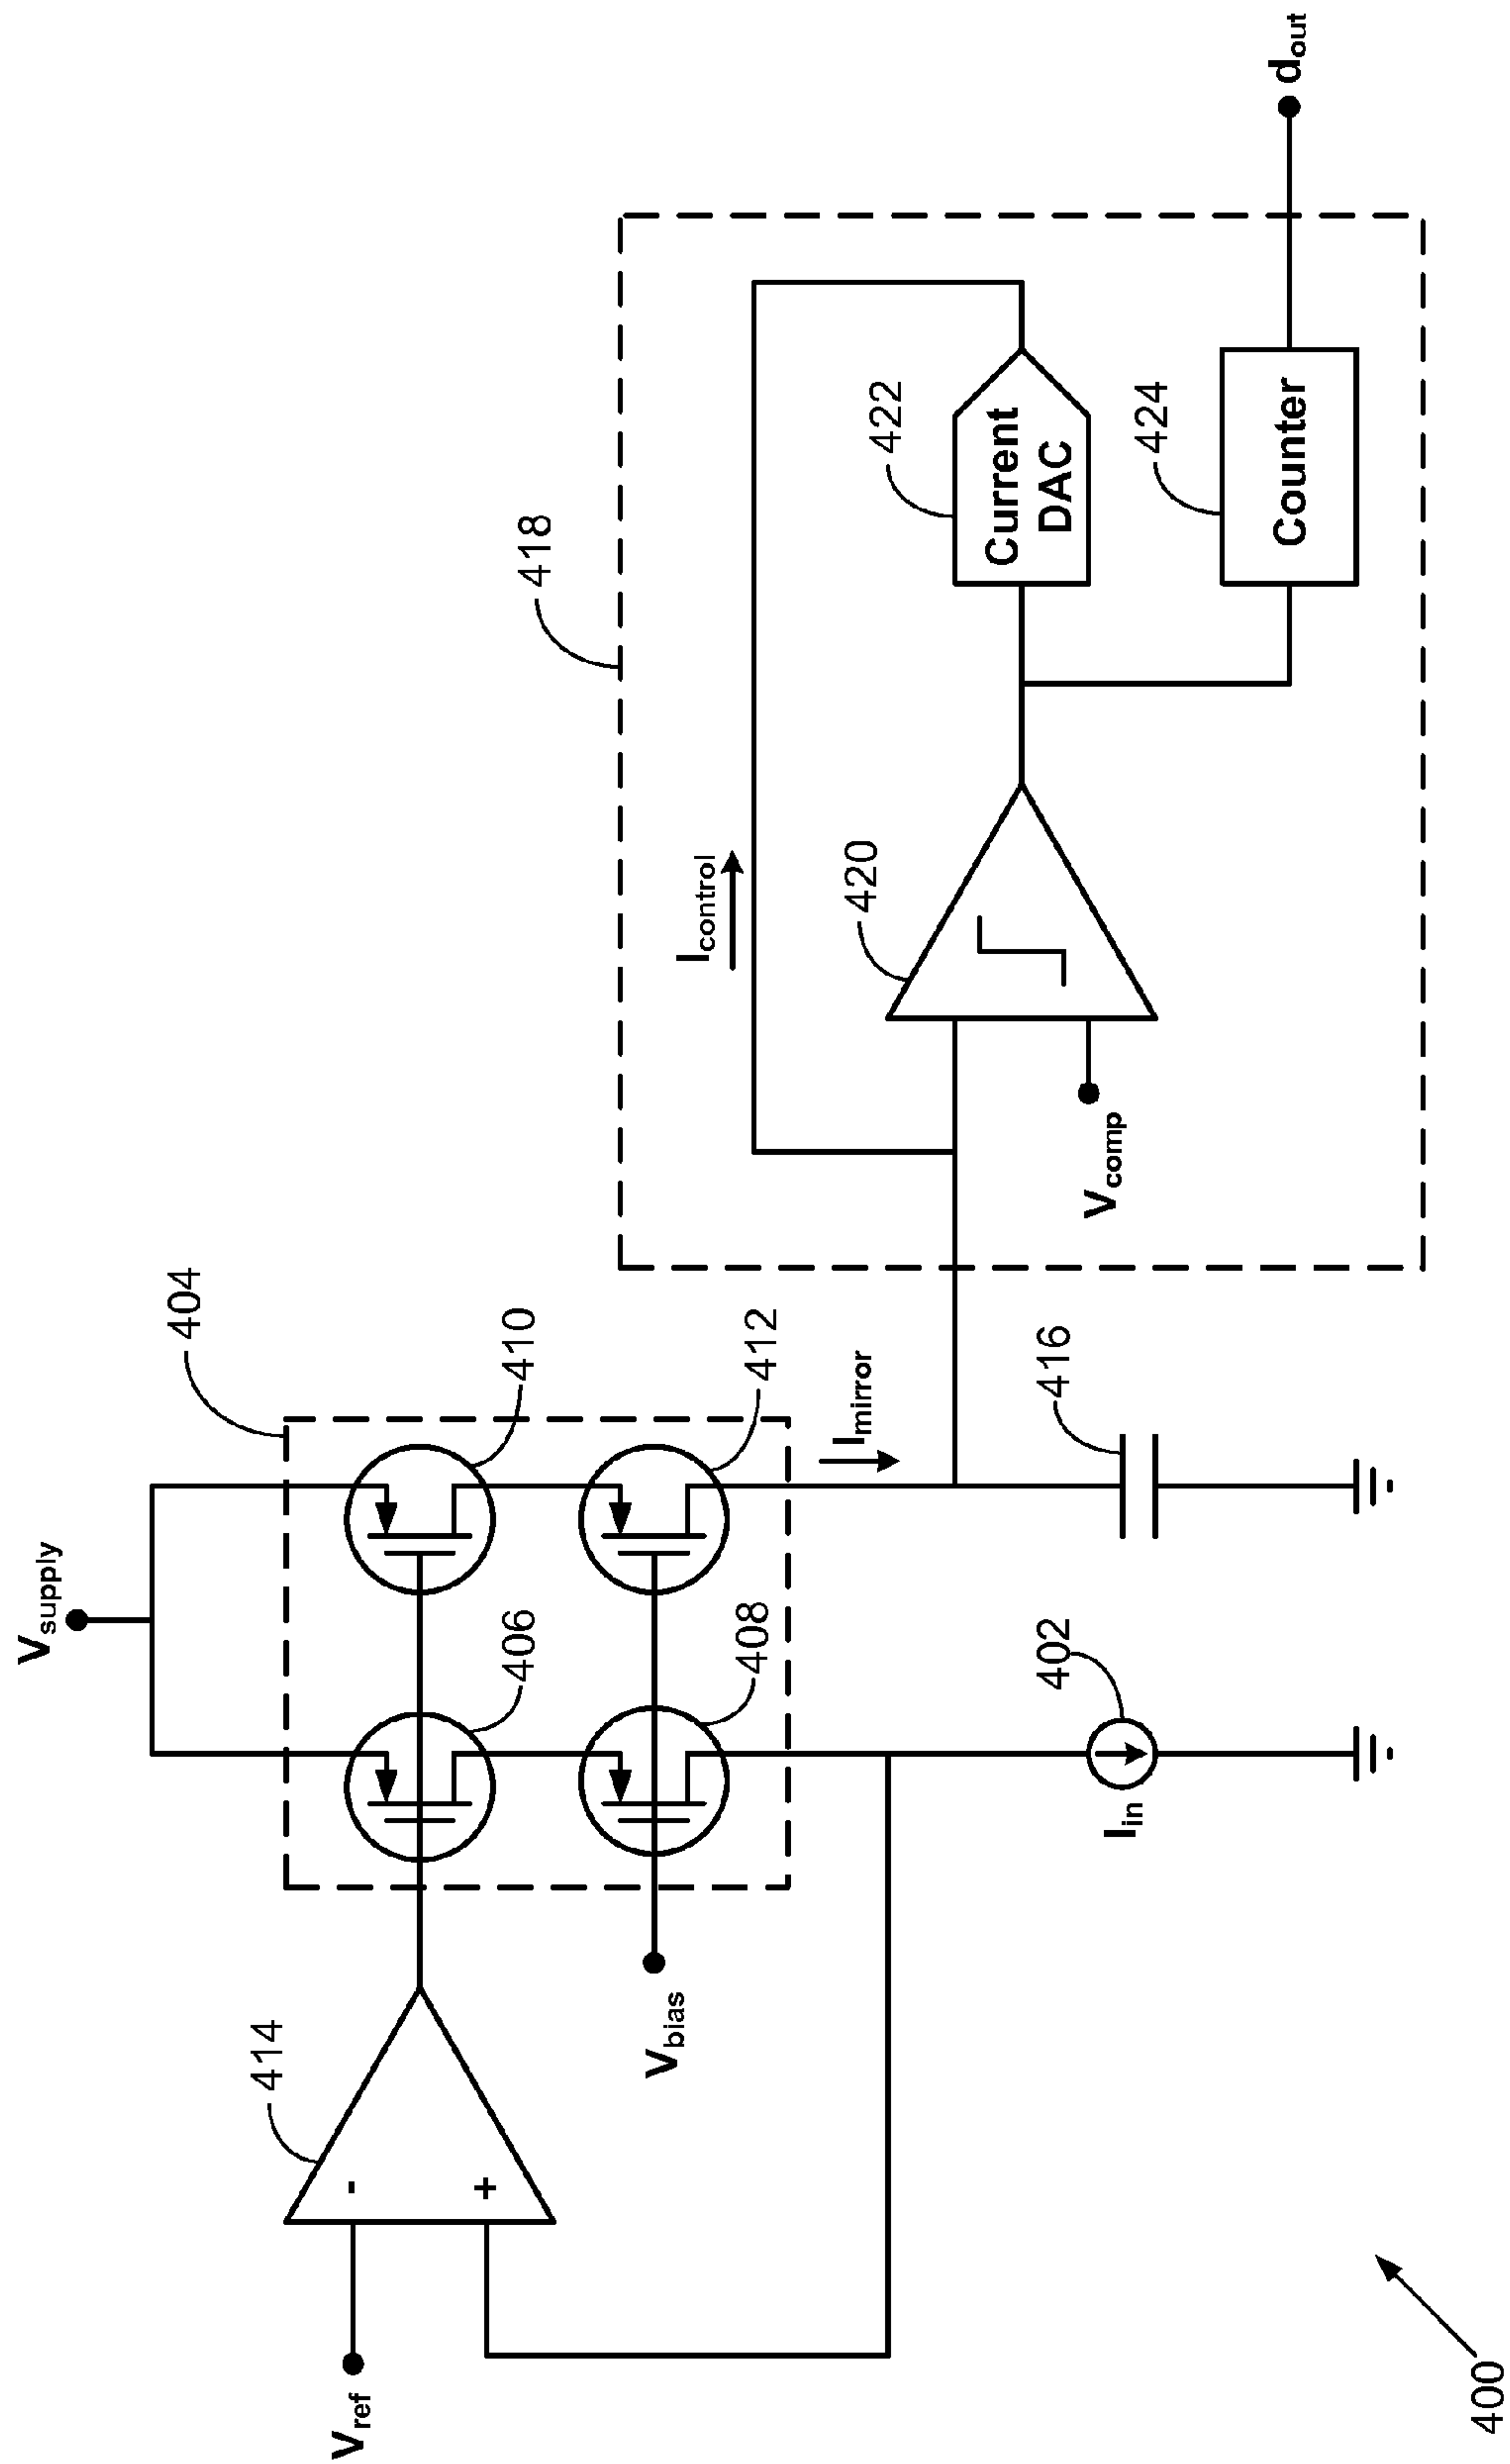 V_supply
404
410
412
406
408
414
V_ref
V_bias
I_mirror
416
I_in
402
418
I_control
420
V_comp
422
Current
DAC
424
Counter
d_out
400
-
+